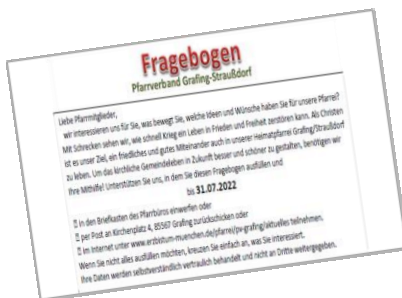 Fragebogen
Pfarrverband Grafing-Straußdorf
Liebe Pfarrmitglieder,
wir interessieren uns für Sie, was bewegt Sie, welche Ideen und Wünsche haben Sie für unsere Pfarrei?
Mit Schrecken sehen wir, wie schnell Krieg ein Leben in Frieden und Freiheit zerstören kann. Als Christen
ist es unser Ziel, ein friedliches und gutes Miteinander auch in unserer Heimatpfarrei Grafing/Straußdorf
zu leben. Um das kirchliche Gemeindeleben in Zukunft besser und schöner zu gestalten, benötigen wir
Ihre Mithilfe! Unterstützen Sie uns, in dem Sie diesen Fragebogen ausfüllen und
bis 31.07.2022
in den Briefkasten des Pfarrbüros einwerfen oder
per Post an Kirchenplatz 4, 85567 Grafing zurückschicken oder
im Internet unter www.erzbistum-muenchen.de/pfarrei/pv-grafing/aktuelles teilnehmen.
Wenn Sie nicht alles ausfüllen möchten, kreuzen Sie einfach an, was Sie interessiert.
Ihre Daten werden selbstverständlich vertraulich behandelt und nicht an Dritte weitergegeben.